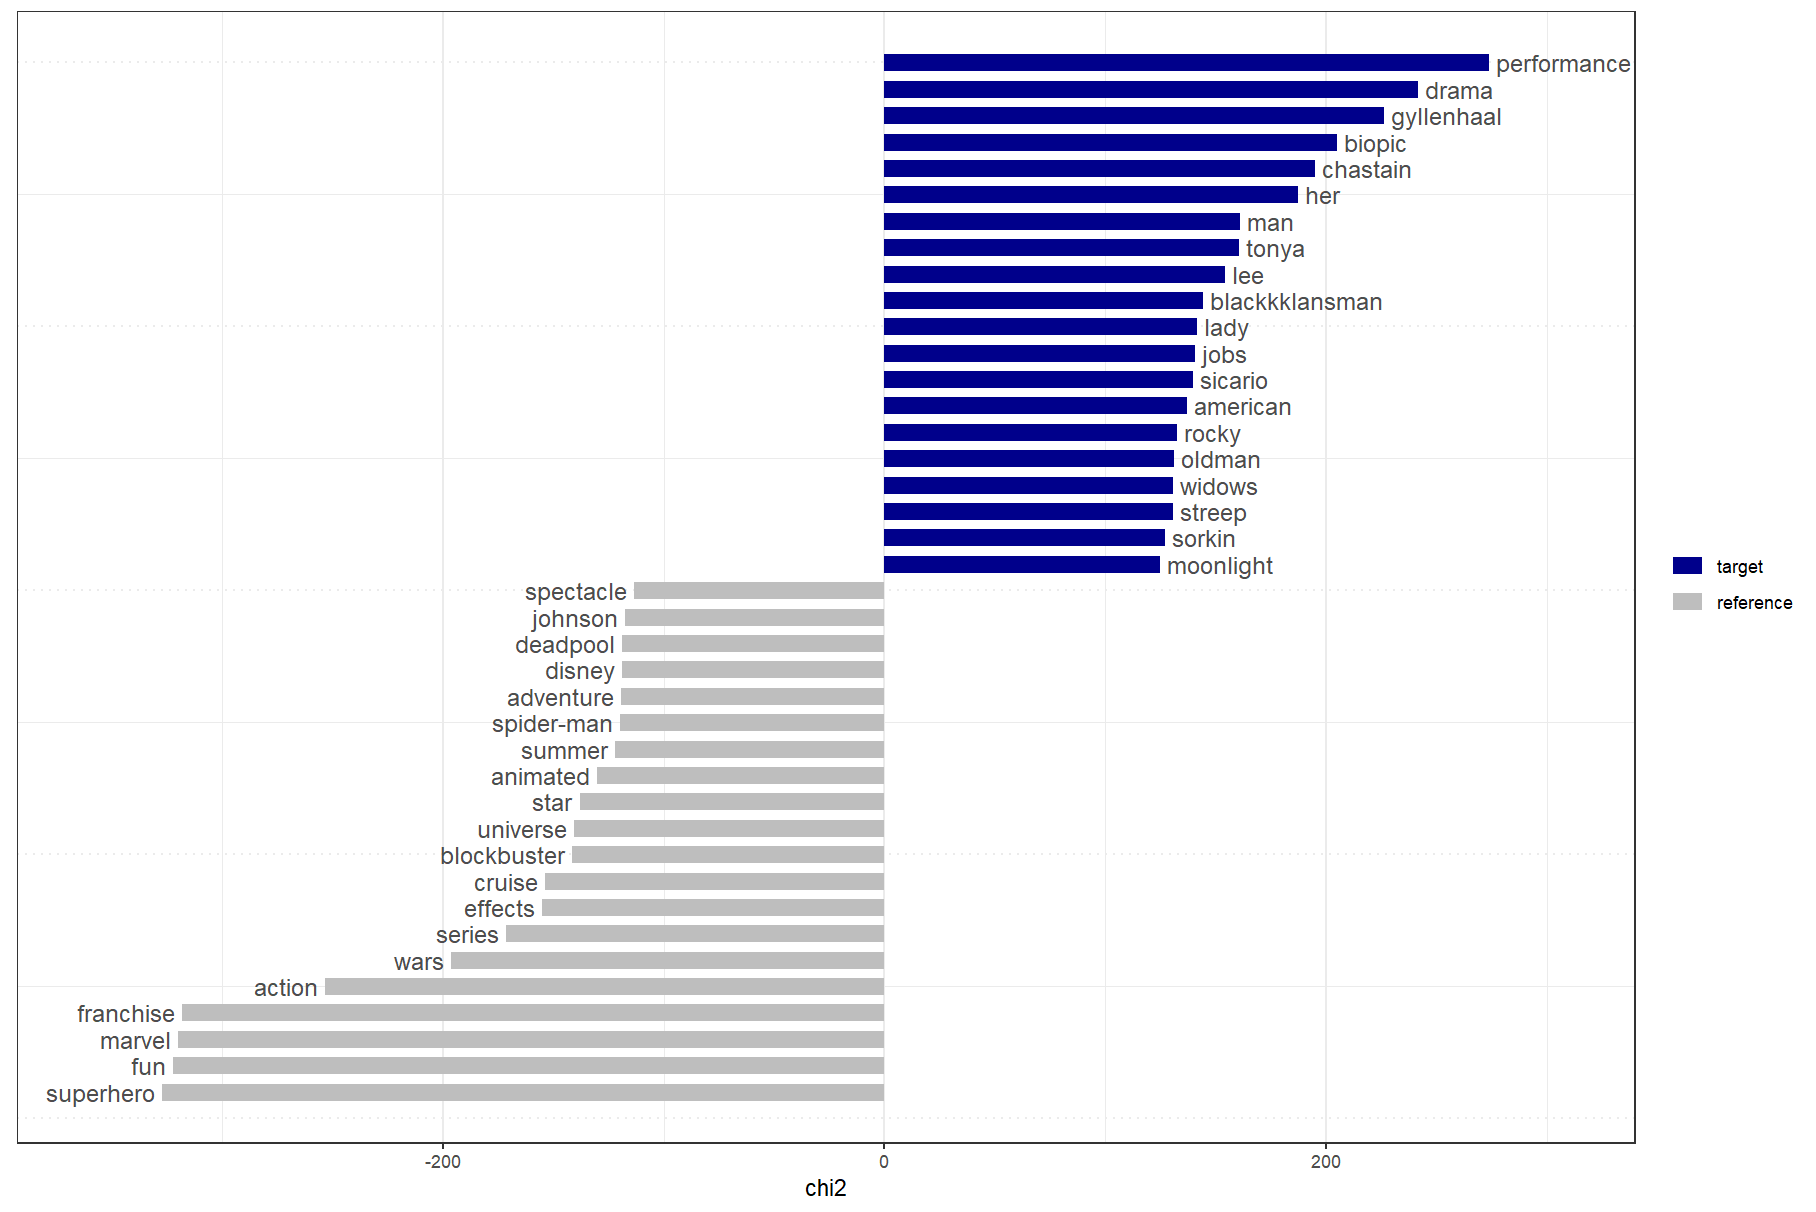 performance
drama
gyllenhaal
biopic
chastain
her
man
tonya
lee
blackkklansman
lady
jobs
sicario
american
rocky
oldman
widows
streep
sorkin
moonlight
spectacle
johnson
deadpool
disney
adventure
spider-man
summer
animated
star
universe
blockbuster
cruise
effects
series
wars
action
franchise
marvel
fun
superhero
-200 0 200
chi2
target
reference